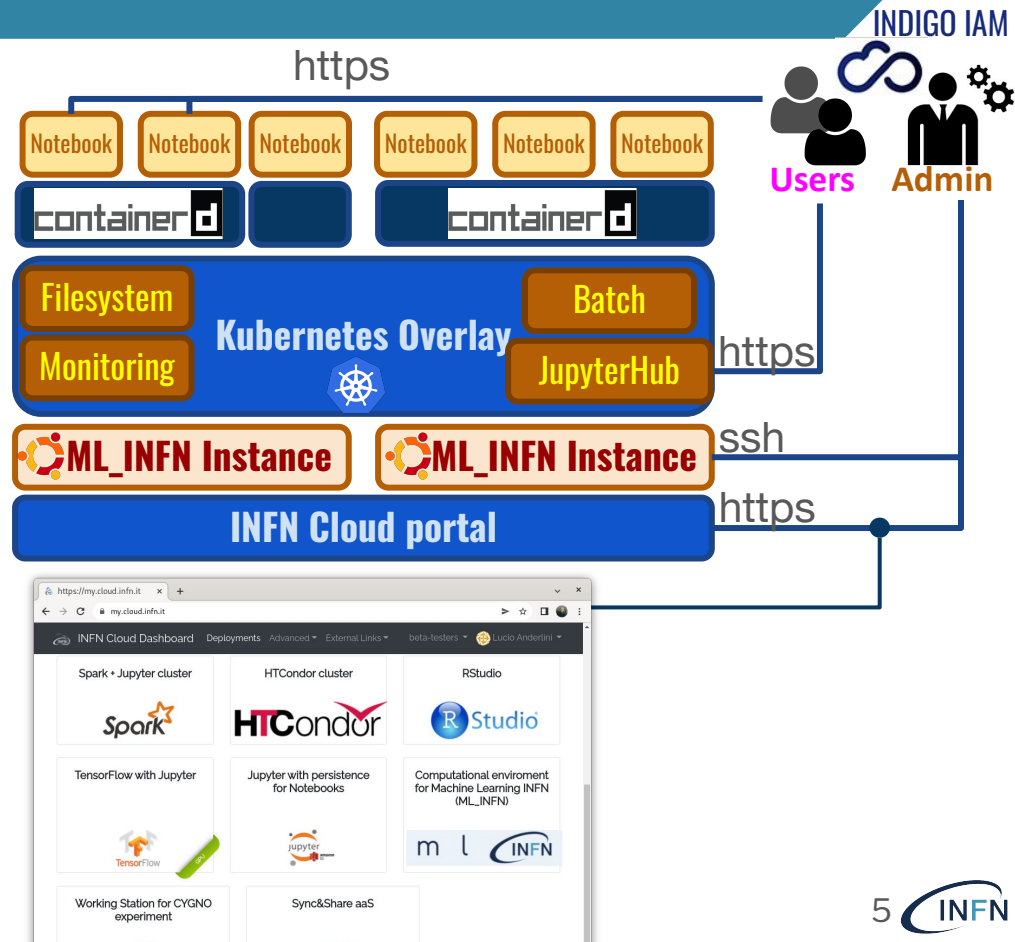 INDIGO IAM
https
Notebook
Notebook
Notebook
Notebook
Notebook
Notebook
Users
Admin
containerd
containerd
Filesystem
Batch
Kubernetes Overlay
Monitoring
JupyterHub
https
ML_INFN Instance
ML_INFN Instance
ssh
INFN Cloud portal
https
https://my.cloud.infn.it
my.cloud.infn.it
INFN Cloud Dashboard Deployments Advanced External Links beta-testers Lucio Anderlini
Spark + Jupyter cluster
HTCondor cluster
RStudio
Spark
HTCondor
R Studio
TensorFlow with Jupyter
Jupyter with persistence
for Notebooks
Computational enviroment
for Machine Learning INFN
(ML_INFN)
TensorFlow
GPU
jupyter
m l INFN
Working Station for CYGNO
experiment
Sync&Share aaS
5
INFN